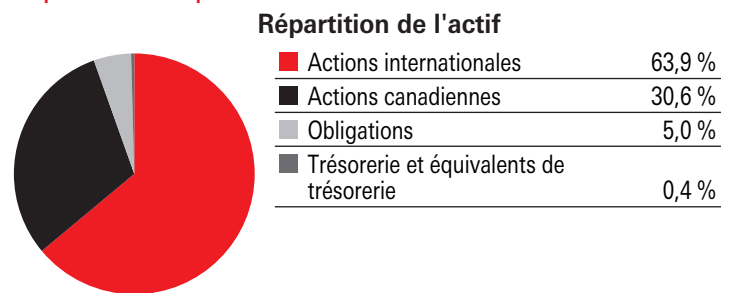 Répartition de l'actif
Actions internationales 63,9 %
Actions canadiennes 30,6 %
Obligations 5,0 %
Trésorerie et équivalents de
trésorerie 0,4 %